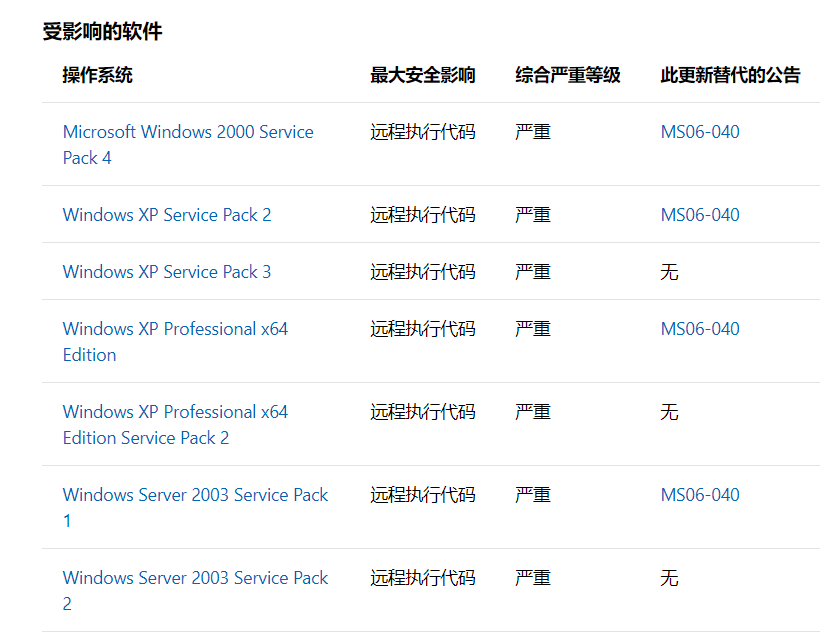 受影响的软件
操作系统 最大安全影响 综合严重等级 此更新替代的公告
Microsoft Windows 2000 Service Pack 4 远程执行代码 严重 MS06-040
Windows XP Service Pack 2 远程执行代码 严重 MS06-040
Windows XP Service Pack 3 远程执行代码 严重 无
Windows XP Professional x64 Edition 远程执行代码 严重 MS06-040
Windows XP Professional x64 Edition Service Pack 2 远程执行代码 严重 无
Windows Server 2003 Service Pack 1 远程执行代码 严重 MS06-040
Windows Server 2003 Service Pack 2 远程执行代码 严重 无